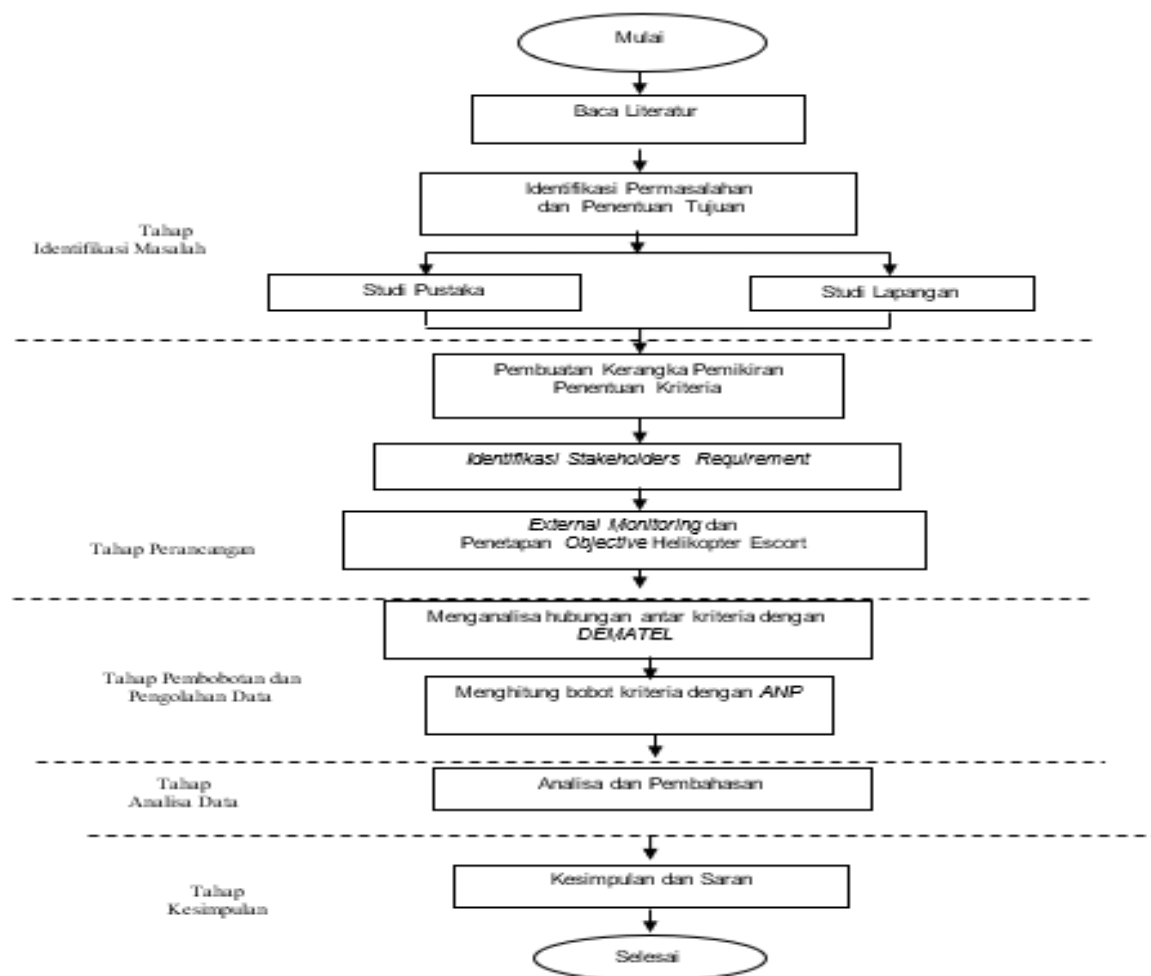 Mulai
Baca Literatur
Identifikasi Permasalahan
dan Penentuan Tujuan
Tahap
Identifikasi Masalah
Studi Pustaka
Studi Lapangan
Pembuatan Kerangka Pemikiran
Penentuan Kriteria
Identifikasi Stakeholders Requirement
External Monitoring dan
Penetapan Objective Helikopter Escort
Tahap Perancangan
Menganalisa hubungan antar kriteria dengan
DEMATEL
Tahap Pembobotan dan
Pengolahan Data
Menghitung bobot kriteria dengan ANP
Tahap
Analisa Data
Analisa dan Pembahasan
Tahap
Kesimpulan
Kesimpulan dan Saran
Selesai